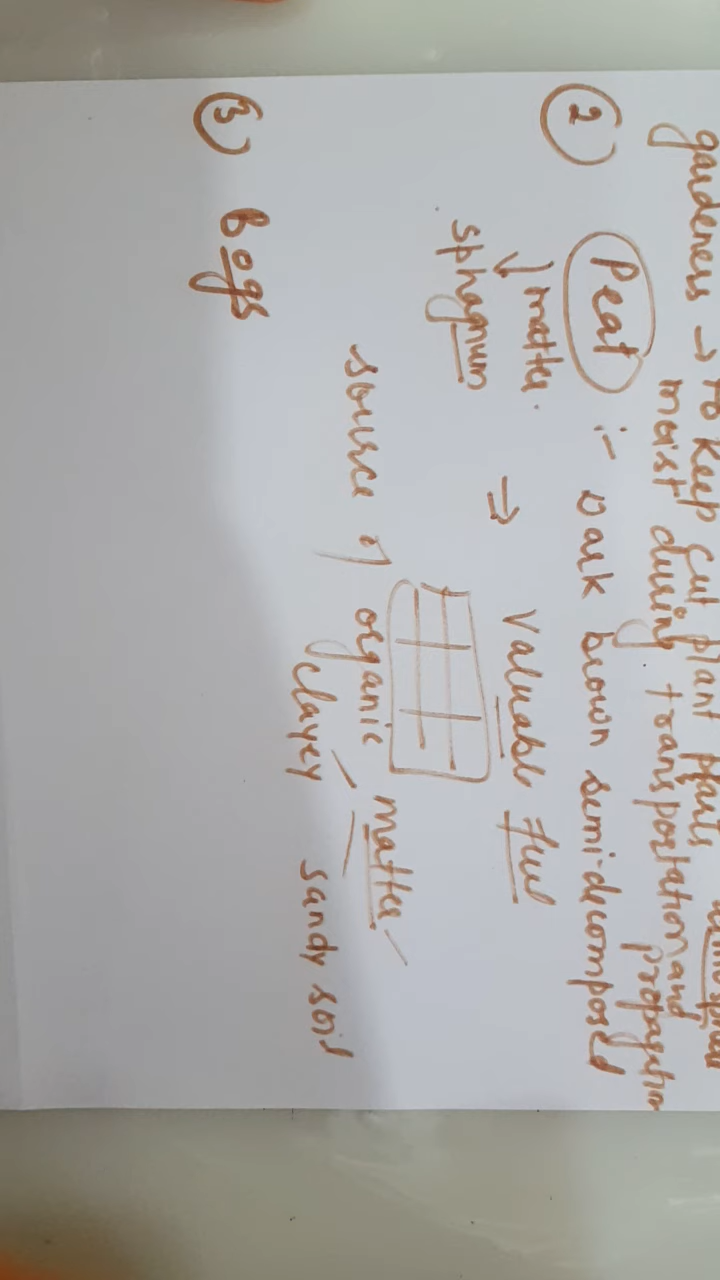 gardeness → to keep cut plant parts
moist during transportation and
propagation
② Peat :- Dark brown semi-decomposed
↓ matter.
sphagnum ⇒ Valuable fuel
source of organic matter
clayey sandy soil
③ Bogs